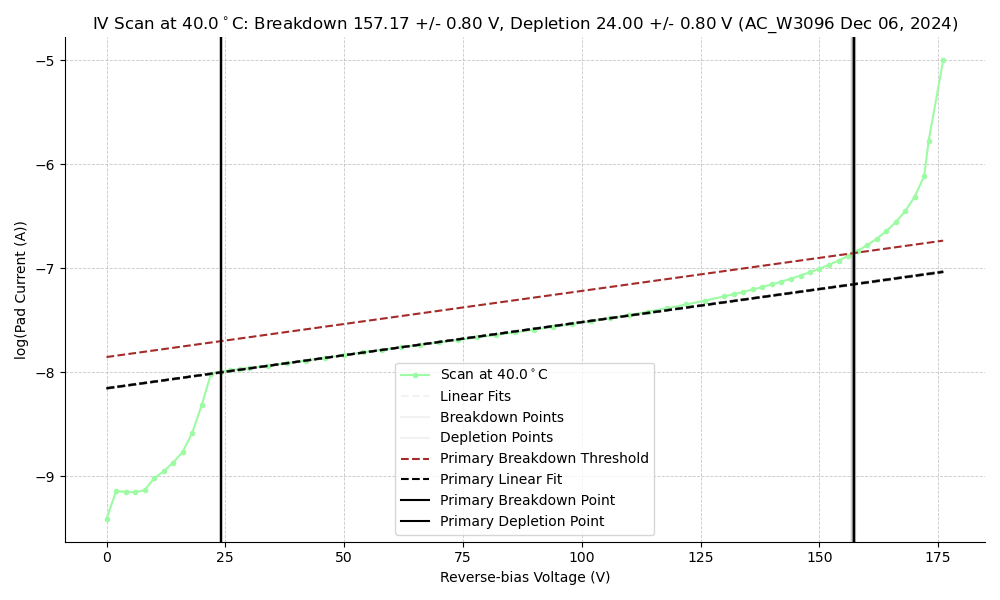 IV Scan at 40.0°C: Breakdown 157.17 +/- 0.80 V, Depletion 24.00 +/- 0.80 V (AC_W3096 Dec 06, 2024)
log(Pad Current (A))
−5
−6
−7
−8
−9
Scan at 40.0°C
Linear Fits
Breakdown Points
Depletion Points
Primary Breakdown Threshold
Primary Linear Fit
Primary Breakdown Point
Primary Depletion Point
0 25 50 75 100 125 150 175
Reverse-bias Voltage (V)